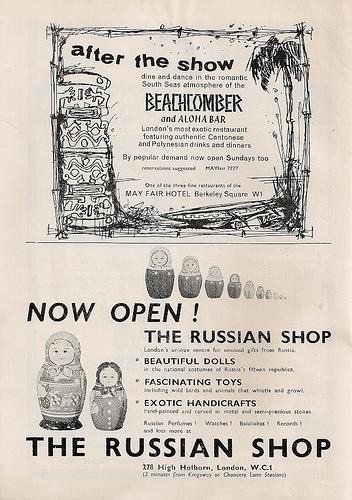 after the show
dine and dance in the romantic
South Seas atmosphere of the
BEACHCOMBER
and ALOHA BAR
London's most exotic restaurant
featuring authentic Cantonese
and Polynesian drinks and dinners
By popular demand now open Sundays too
reservations suggested MAYfair 7777
One of the three fine restaurants of the
MAY FAIR HOTEL Berkeley Square W1
NOW OPEN !
THE RUSSIAN SHOP
London's unique centre for unusual gifts from Russia.
* BEAUTIFUL DOLLS
in the national costumes of Russia's fifteen republics.
* FASCINATING TOYS
including wild birds and animals that whistle and growl.
* EXOTIC HANDICRAFTS
hand-painted and carved in metal and semi-precious stones.
Russian Perfumes ! Watches ! Balalaikas ! Records !
and lots more at
THE RUSSIAN SHOP
278 High Holborn, London, W.C.1
(2 minutes from Kingsway or Chancery Lane Stations)